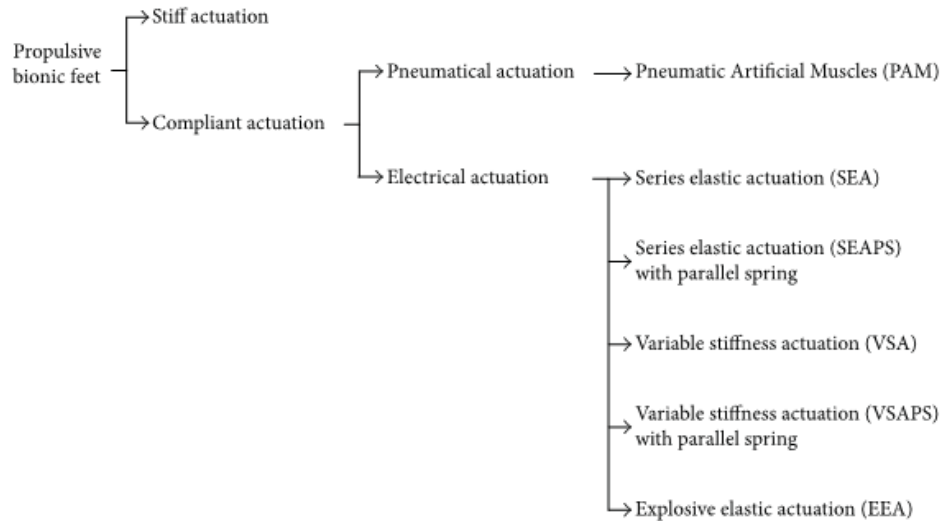 Stiff actuation
Propulsive
bionic feet
Pneumatical actuation
Pneumatic Artificial Muscles (PAM)
Compliant actuation
Electrical actuation
Series elastic actuation (SEA)
Series elastic actuation (SEAPS)
with parallel spring
Variable stiffness actuation (VSA)
Variable stiffness actuation (VSAPS)
with parallel spring
Explosive elastic actuation (EEA)